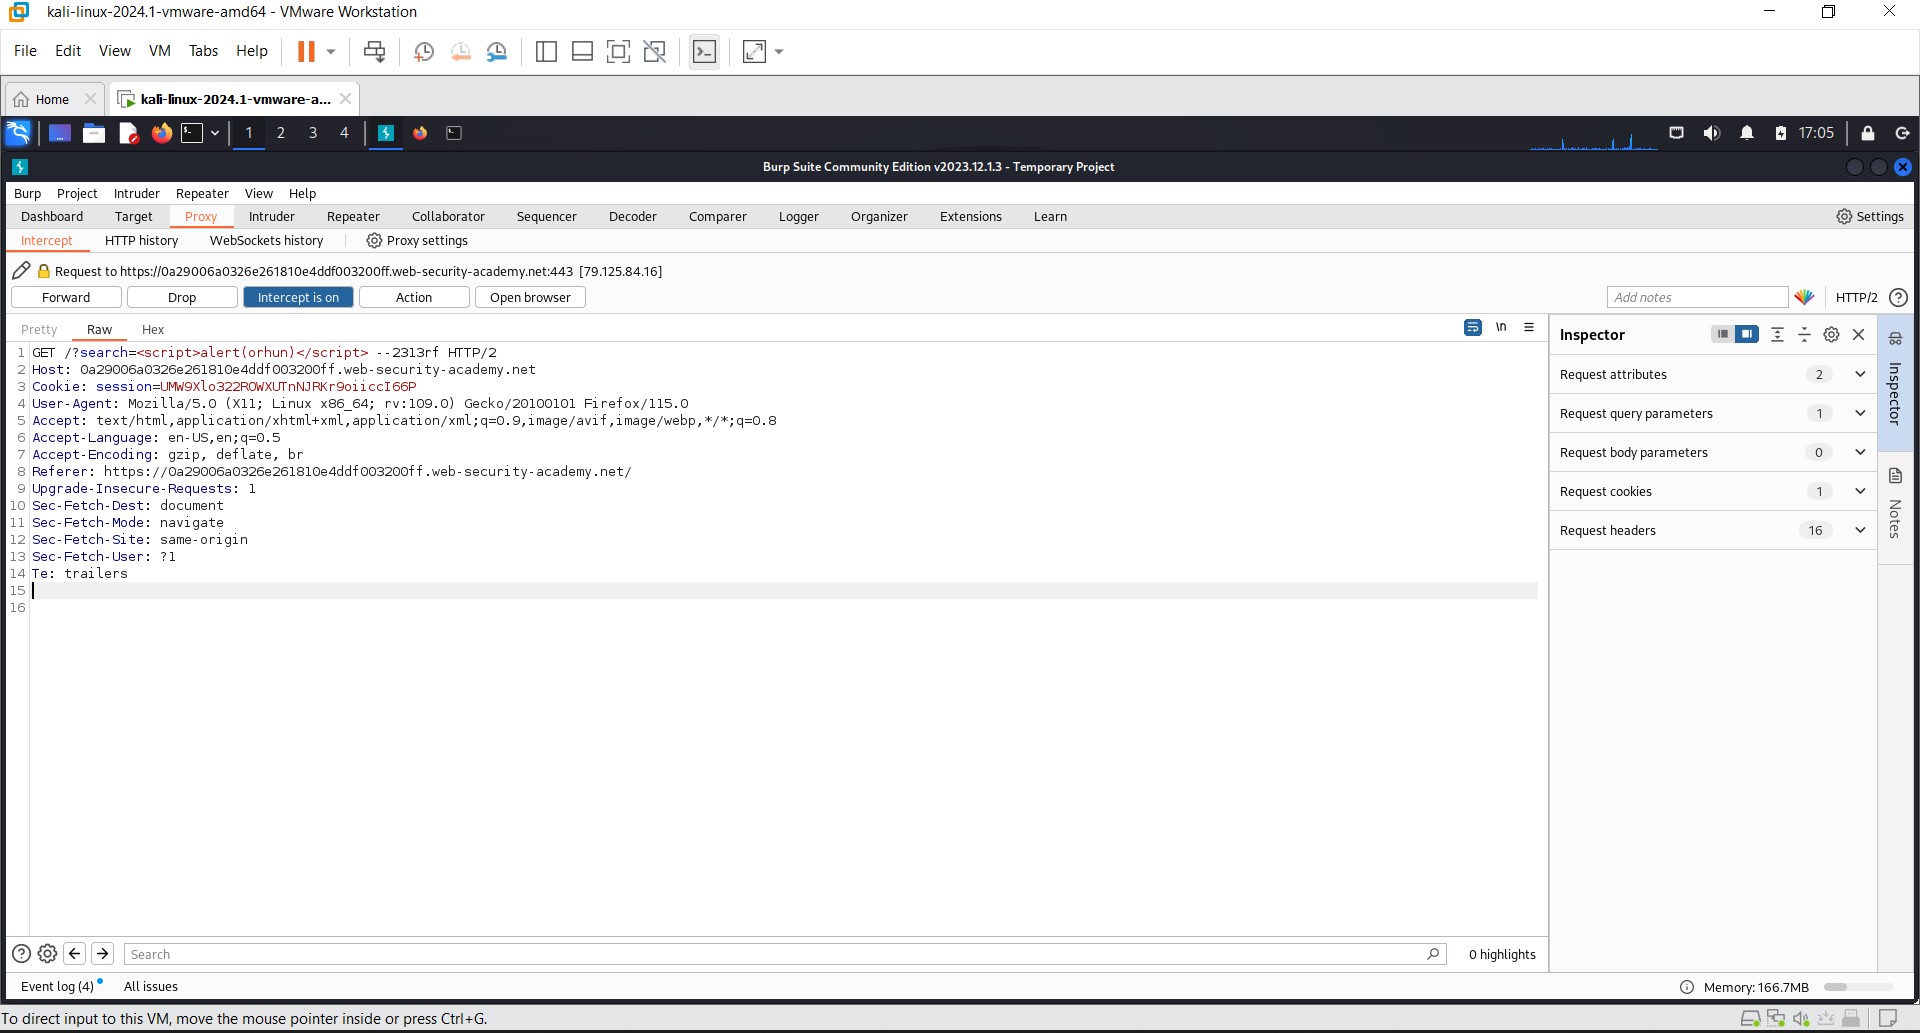 kali-linux-2024.1-vmware-amd64 - VMware Workstation
File Edit View VM Tabs Help
Home kali-linux-2024.1-vmware-a...
1 2 3 4 17:05
Burp Suite Community Edition v2023.12.1.3 - Temporary Project
Burp Project Intruder Repeater View Help
Dashboard Target Proxy Intruder Repeater Collaborator Sequencer Decoder Comparer Logger Organizer Extensions Learn Settings
Intercept HTTP history WebSockets history Proxy settings
Request to https://0a29006a0326e261810e4ddf003200ff.web-security-academy.net:443 [79.125.84.16]
Forward Drop Intercept is on Action Open browser Add notes HTTP/2
Pretty Raw Hex \n
Inspector
1 GET /?search=<script>alert(orhun)</script> --2313rf HTTP/2
2 Host: 0a29006a0326e261810e4ddf003200ff.web-security-academy.net
3 Cookie: session=UMW9Xlo322ROWXUTnNJRKr9oiiccI66P
4 User-Agent: Mozilla/5.0 (X11; Linux x86_64; rv:109.0) Gecko/20100101 Firefox/115.0
5 Accept: text/html,application/xhtml+xml,application/xml;q=0.9,image/avif,image/webp,*/*;q=0.8
6 Accept-Language: en-US,en;q=0.5
7 Accept-Encoding: gzip, deflate, br
8 Referer: https://0a29006a0326e261810e4ddf003200ff.web-security-academy.net/
9 Upgrade-Insecure-Requests: 1
10 Sec-Fetch-Dest: document
11 Sec-Fetch-Mode: navigate
12 Sec-Fetch-Site: same-origin
13 Sec-Fetch-User: ?1
14 Te: trailers
15
16
Request attributes 2
Request query parameters 1
Request body parameters 0
Request cookies 1
Request headers 16
Inspector
Notes
Search 0 highlights
Event log (4) All issues Memory: 166.7MB
To direct input to this VM, move the mouse pointer inside or press Ctrl+G.